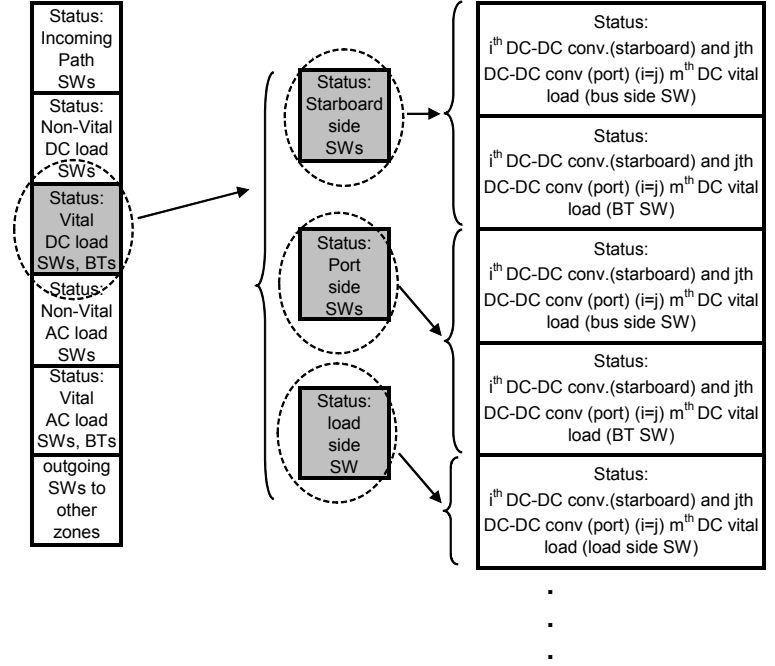 Status:
Incoming
Path
SWs
Status:
Non-Vital
DC load
SWs
Status:
Vital
DC load
SWs, BTs
Status:
Non-Vital
AC load
SWs
Status:
Vital
AC load
SWs, BTs
outgoing
SWs to
other
zones
Status:
Starboard
side
SWs
Status:
Port
side
SWs
Status:
load
side
SW
Status:
ith DC-DC conv.(starboard) and jth
DC-DC conv (port) (i=j) mth DC vital
load (bus side SW)
Status:
ith DC-DC conv.(starboard) and jth
DC-DC conv (port) (i=j) mth DC vital
load (BT SW)
Status:
ith DC-DC conv.(starboard) and jth
DC-DC conv (port) (i=j) mth DC vital
load (bus side SW)
Status:
ith DC-DC conv.(starboard) and jth
DC-DC conv (port) (i=j) mth DC vital
load (BT SW)
Status:
ith DC-DC conv.(starboard) and jth
DC-DC conv (port) (i=j) mth DC vital
load (load side SW)
.
.
.